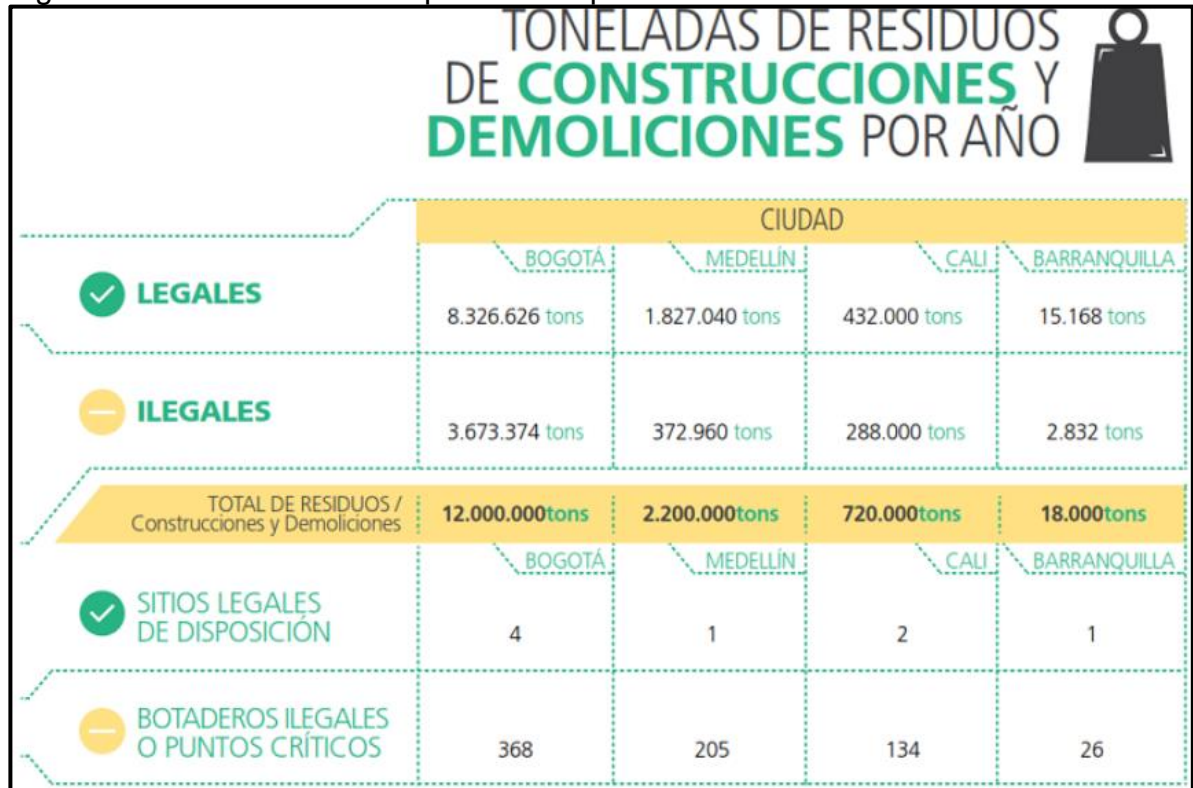 TONELADAS DE RESIDUOS
DE CONSTRUCCIONES Y
DEMOLICIONES POR AÑO
CIUDAD
BOGOTÁ MEDELLÍN CALI BARRANQUILLA
LEGALES
8.326.626 tons 1.827.040 tons 432.000 tons 15.168 tons
ILEGALES
3.673.374 tons 372.960 tons 288.000 tons 2.832 tons
TOTAL DE RESIDUOS /
Construcciones y Demoliciones
12.000.000tons 2.200.000tons 720.000tons 18.000tons
BOGOTÁ MEDELLÍN CALI BARRANQUILLA
SITIOS LEGALES
DE DISPOSICIÓN
4 1 2 1
BOTADEROS ILEGALES
O PUNTOS CRÍTICOS
368 205 134 26